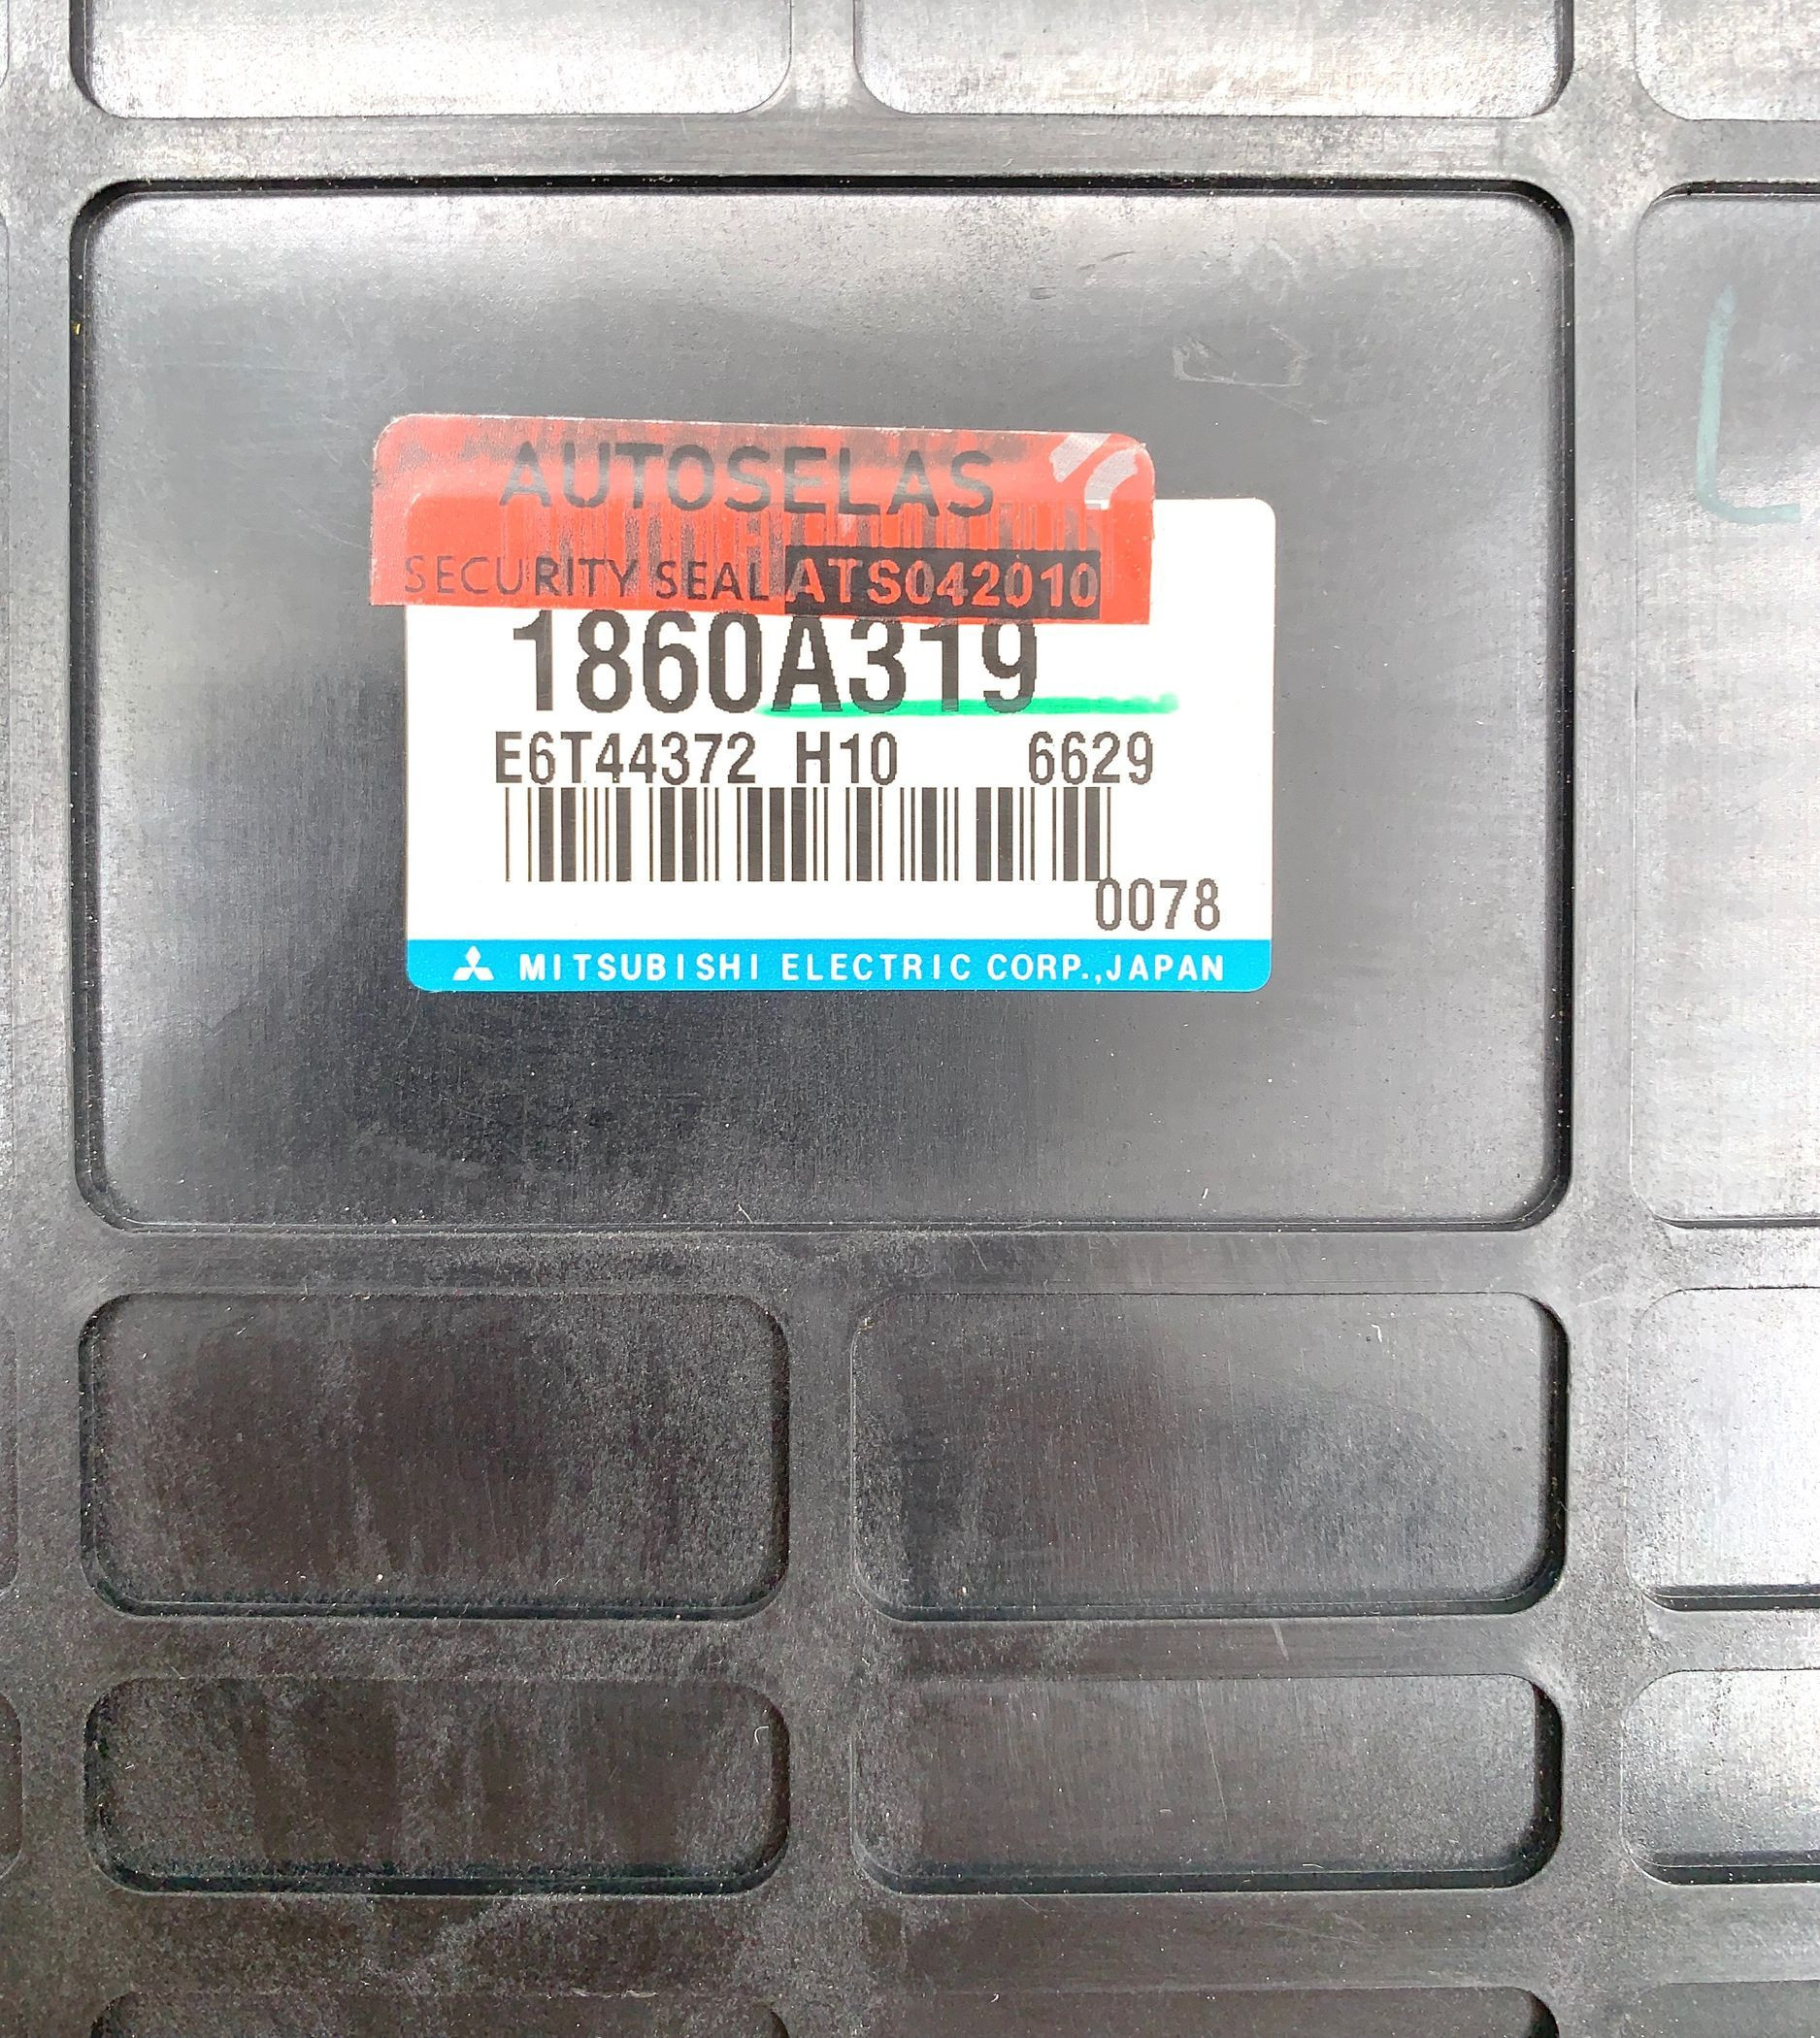 AUTOSELAS
SECURITY SEAL ATS042010
1860A319
E6T44372 H10 6629
0078
MITSUBISHI ELECTRIC CORP.,JAPAN